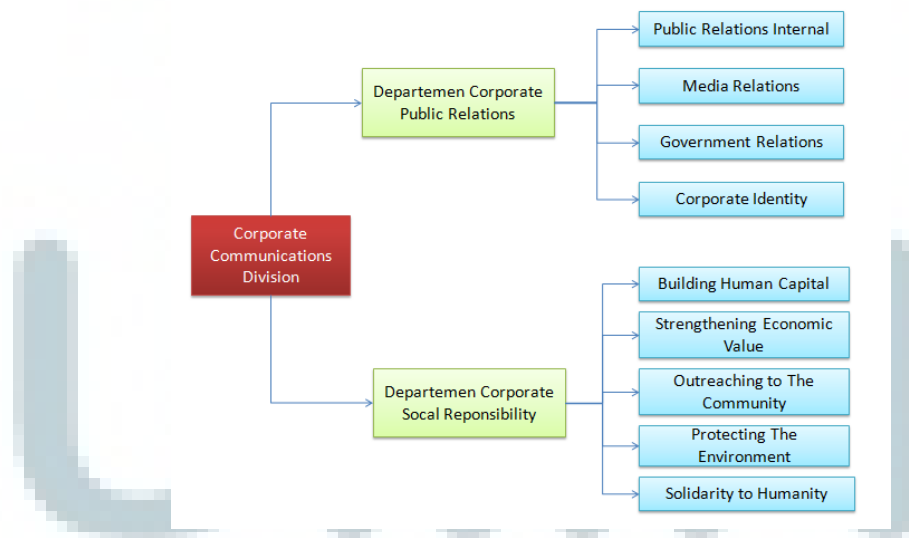 Public Relations Internal
Departemen Corporate
Public Relations
Media Relations
Government Relations
Corporate Identity
Corporate
Communications
Division
Building Human Capital
Strengthening Economic
Value
Departemen Corporate
Socal Reponsibility
Outreaching to The
Community
Protecting The
Environment
Solidarity to Humanity